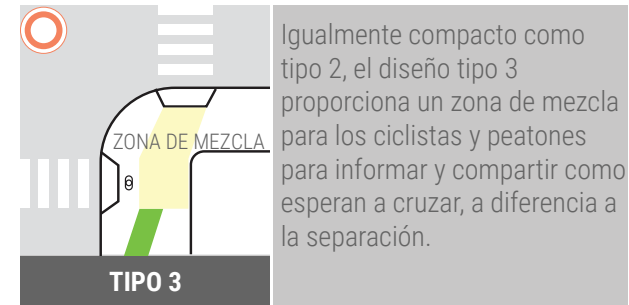 ZONA DE MEZCLA
TIPO 3
Igualmente compacto como
tipo 2, el diseño tipo 3
proporciona un zona de mezcla
para los ciclistas y peatones
para informar y compartir como
esperan a cruzar, a diferencia a
la separación.